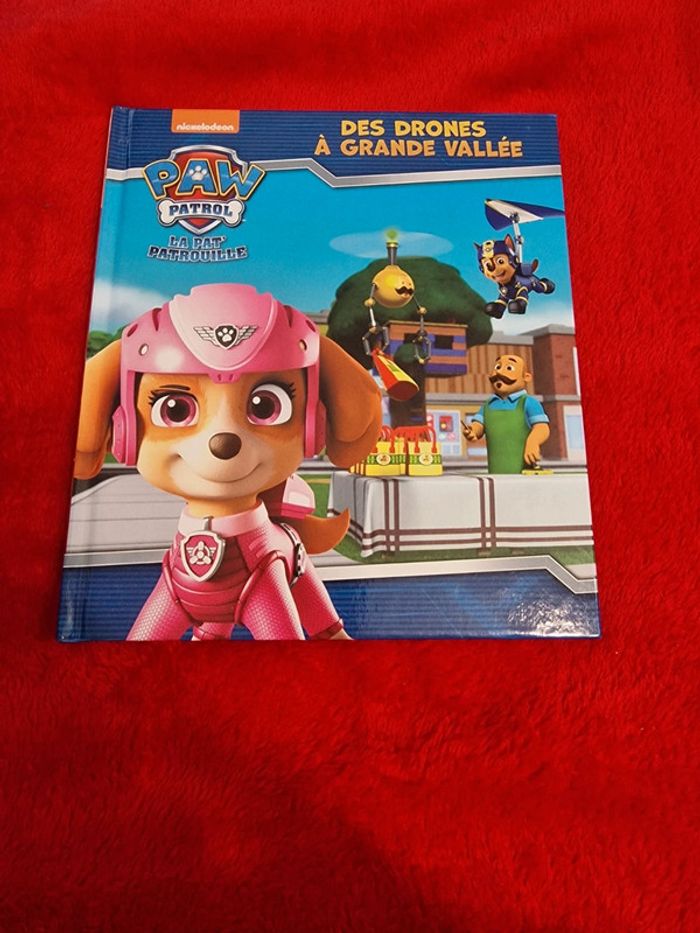 nickelodeon
DES DRONES
À GRANDE VALLÉE
PAW
PATROL
LA PAT'
PATROUILLE